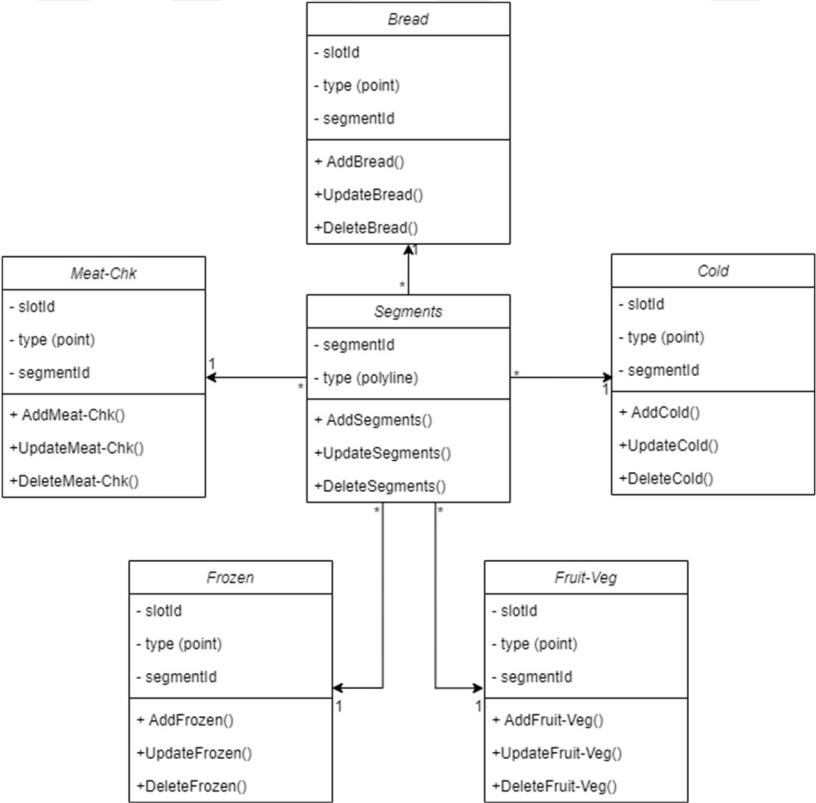 Bread
- slotId
- type (point)
- segmentId
+ AddBread()
+UpdateBread()
+DeleteBread()
1
*
Meat-Chk
- slotId
- type (point)
- segmentId
+ AddMeat-Chk()
+UpdateMeat-Chk()
+DeleteMeat-Chk()
1
*
Segments
- segmentId
- type (polyline)
+ AddSegments()
+UpdateSegments()
+DeleteSegments()
*
1
Cold
- slotId
- type (point)
- segmentId
+ AddCold()
+UpdateCold()
+DeleteCold()
*
*
Frozen
- slotId
- type (point)
- segmentId
+ AddFrozen()
+UpdateFrozen()
+DeleteFrozen()
1
1
Fruit-Veg
- slotId
- type (point)
- segmentId
+ AddFruit-Veg()
+UpdateFruit-Veg()
+DeleteFruit-Veg()